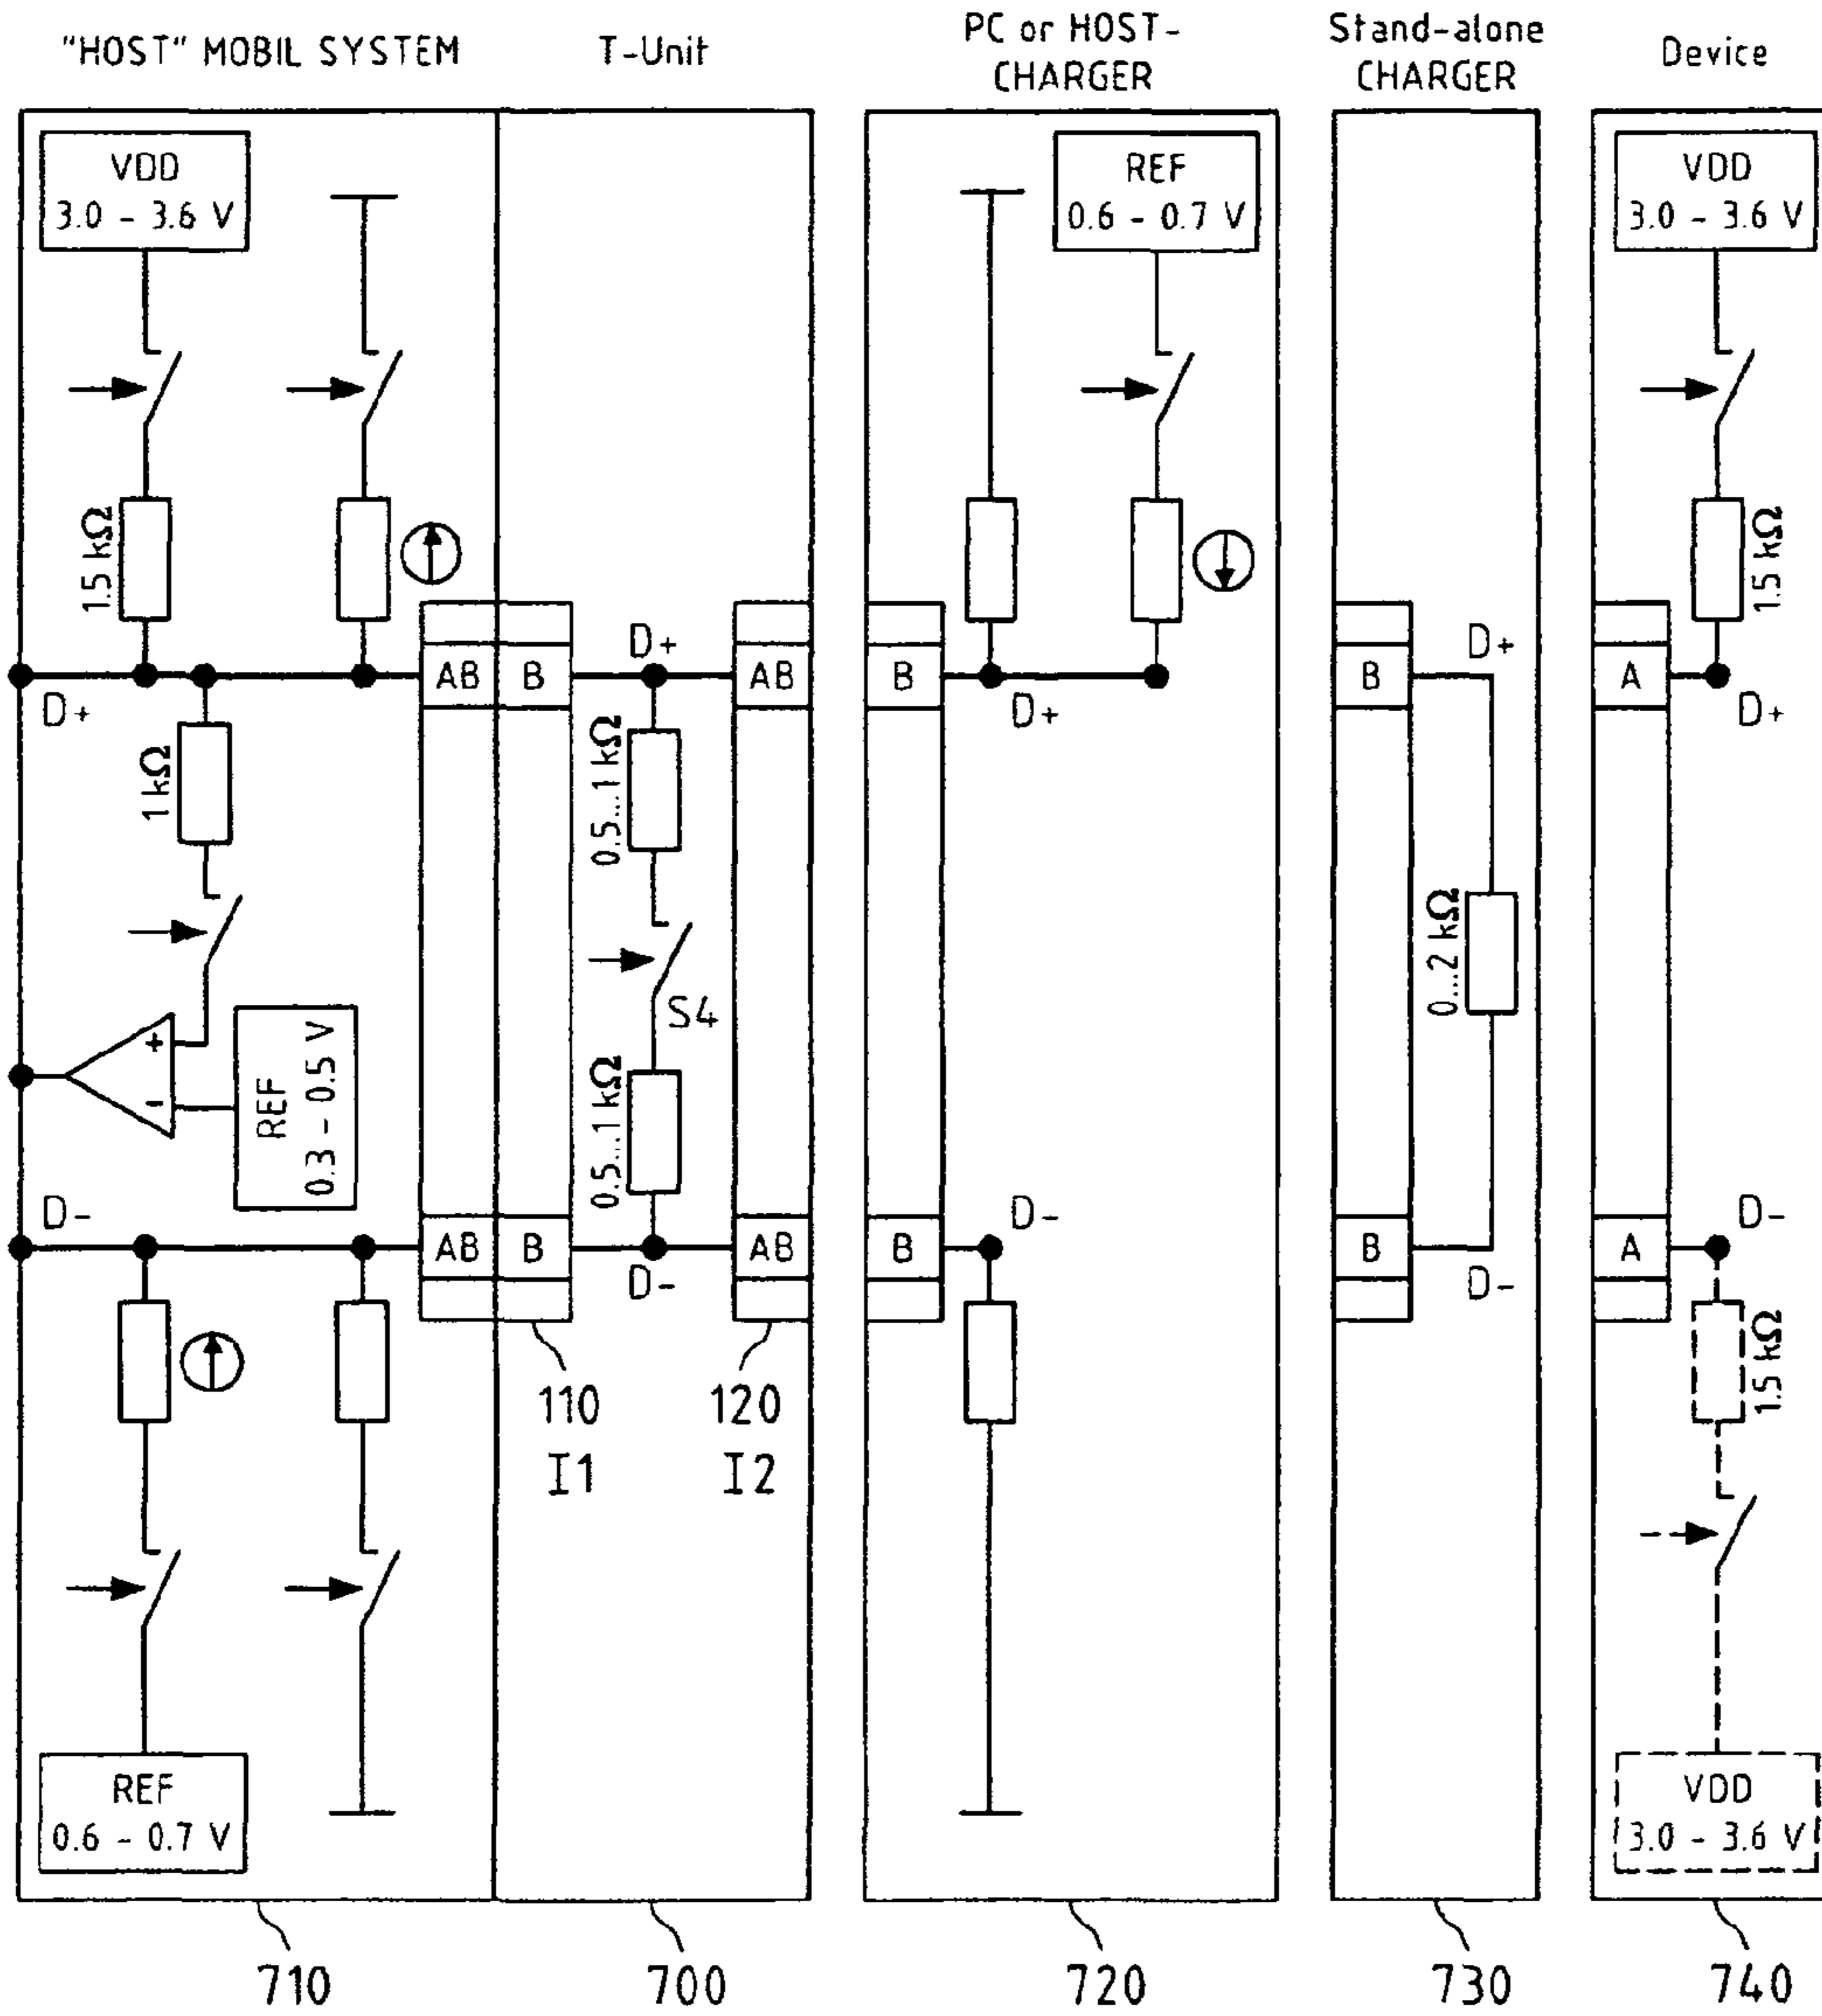 "HOST" MOBIL SYSTEM
T-Unit
PC or HOST-
CHARGER
Stand-alone
CHARGER
Device
VDD
3.0 - 3.6 V
REF
0.6 - 0.7 V
VDD
3.0 - 3.6 V
1.5 kΩ
1.5 kΩ
D+
AB
B
D+
AB
B
D+
B
D+
A
D+
1 kΩ
0.5...1 kΩ
S4
0...2 kΩ
+
-
REF
0.3 - 0.5 V
0.5...1 kΩ
D-
AB
B
D-
AB
B
D-
B
D-
A
D-
1.5 kΩ
110
I1
120
I2
REF
0.6 - 0.7 V
VDD
3.0 - 3.6 V
710
700
720
730
740